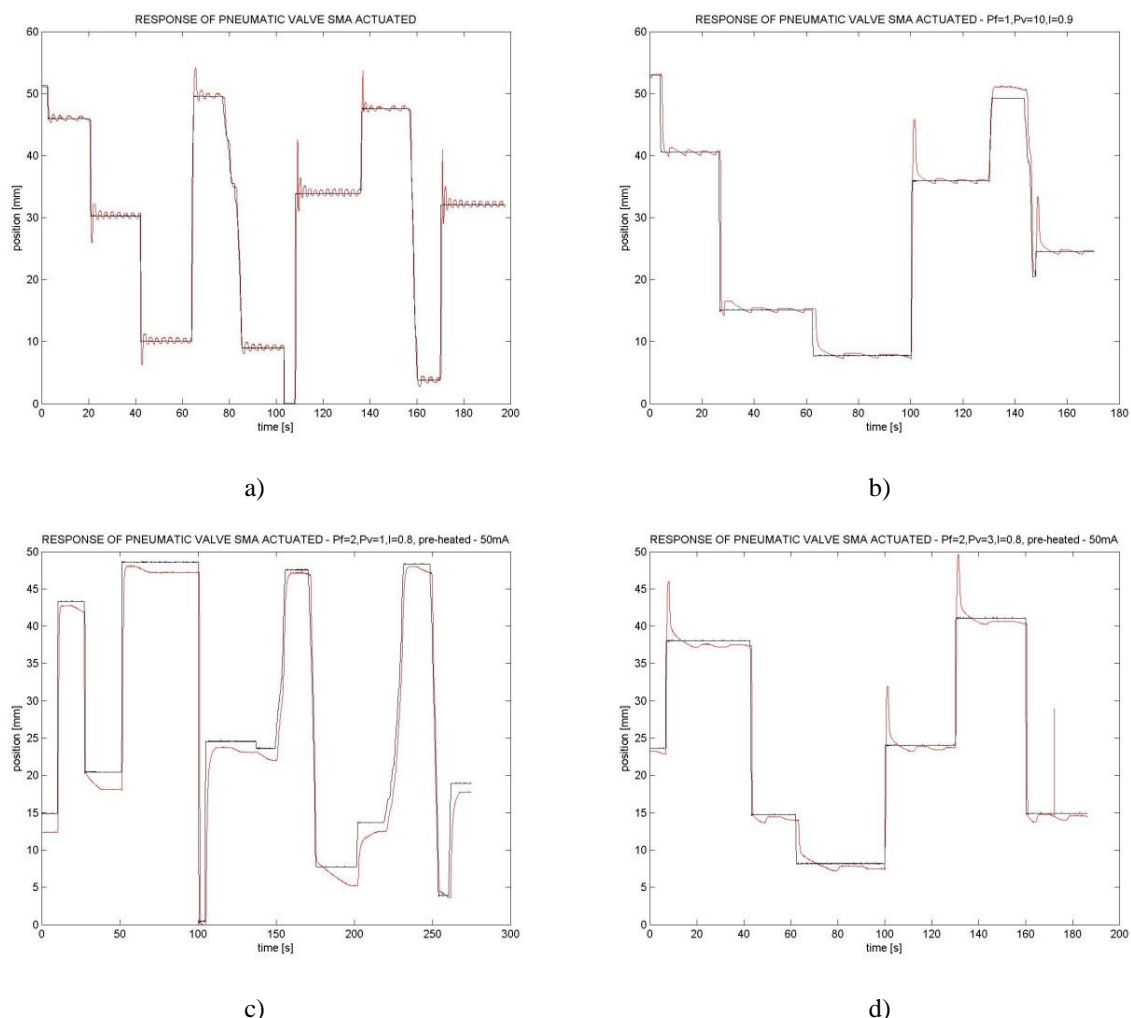 RESPONSE OF PNEUMATIC VALVE SMA ACTUATED
60
50
40
30
20
10
0
position [mm]
0 20 40 60 80 100 120 140 160 180 200
time [s]
a)
RESPONSE OF PNEUMATIC VALVE SMA ACTUATED - Pf=1,Pv=10,I=0.9
60
50
40
30
20
10
0
position [mm]
0 20 40 60 80 100 120 140 160 180
time [s]
b)
RESPONSE OF PNEUMATIC VALVE SMA ACTUATED - Pf=2,Pv=1,I=0.8, pre-heated - 50mA
50
45
40
35
30
25
20
15
10
5
0
position [mm]
0 50 100 150 200 250 300
time [s]
c)
RESPONSE OF PNEUMATIC VALVE SMA ACTUATED - Pf=2,Pv=3,I=0.8, pre-heated - 50mA
50
45
40
35
30
25
20
15
10
5
0
position [mm]
0 20 40 60 80 100 120 140 160 180 200
time [s]
d)